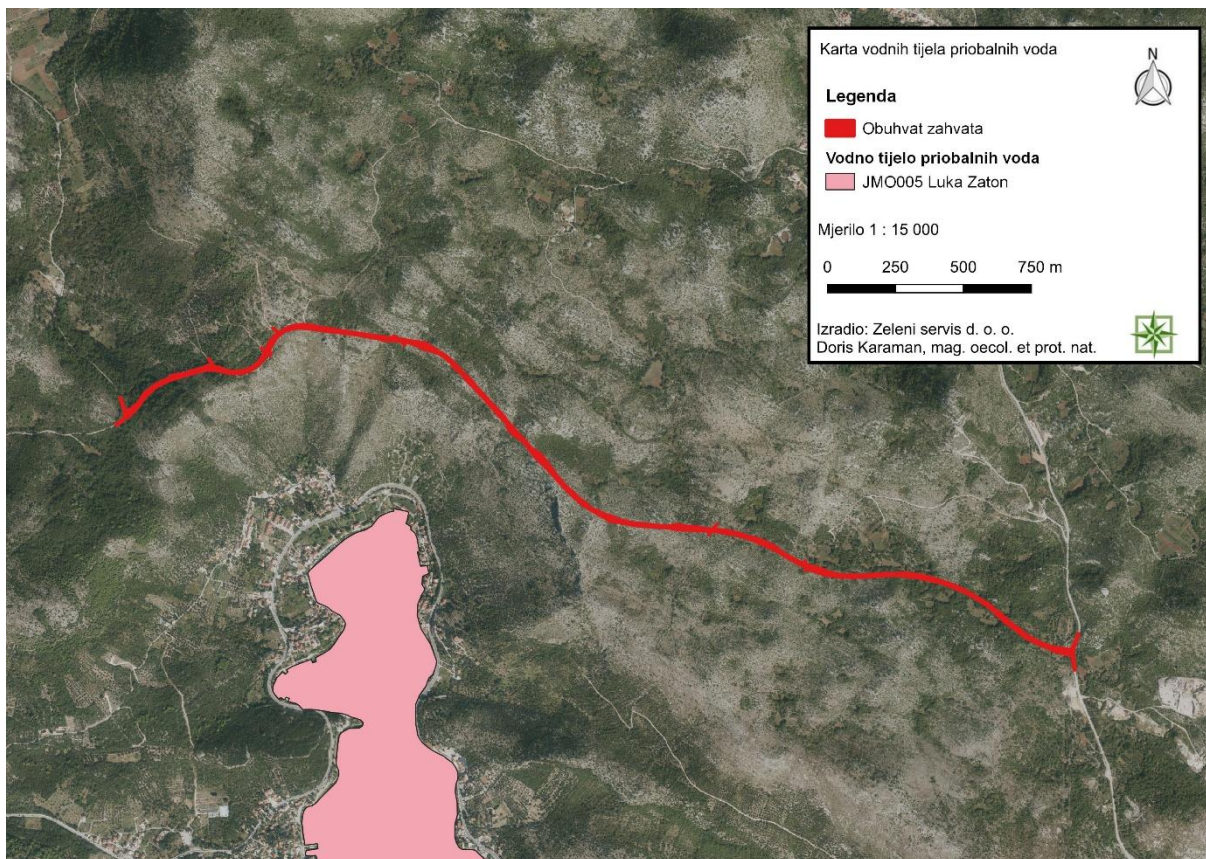 Karta vodnih tijela priobalnih voda
N
Legenda
Obuhvat zahvata
Vodno tijelo priobalnih voda
JMO005 Luka Zaton
Mjerilo 1 : 15 000
0 250 500 750 m
Izradio: Zeleni servis d. o. o.
Doris Karaman, mag. oecol. et prot. nat.